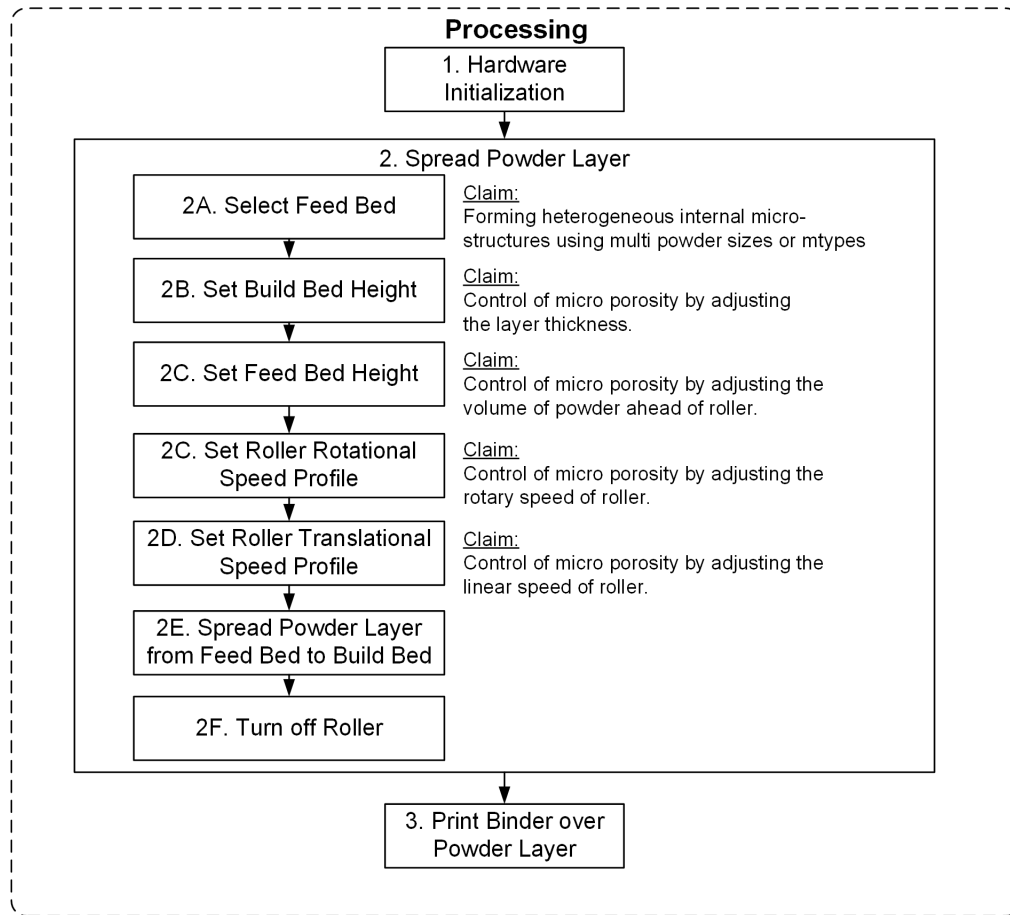 Processing
1. Hardware
Initialization
2. Spread Powder Layer
2A. Select Feed Bed
Claim:
Forming heterogeneous internal micro-
structures using multi powder sizes or mtypes
2B. Set Build Bed Height
Claim:
Control of micro porosity by adjusting
the layer thickness.
2C. Set Feed Bed Height
Claim:
Control of micro porosity by adjusting the
volume of powder ahead of roller.
2C. Set Roller Rotational
Speed Profile
Claim:
Control of micro porosity by adjusting the
rotary speed of roller.
2D. Set Roller Translational
Speed Profile
Claim:
Control of micro porosity by adjusting the
linear speed of roller.
2E. Spread Powder Layer
from Feed Bed to Build Bed
2F. Turn off Roller
3. Print Binder over
Powder Layer